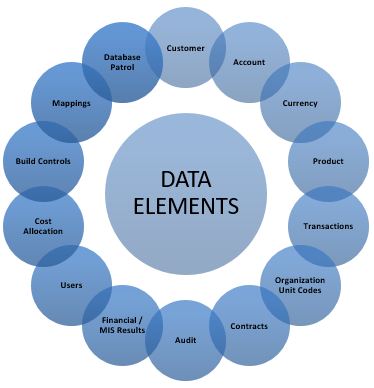 Customer
Account
Currency
Product
Transactions
Organization
Unit Codes
Contracts
Audit
Financial /
MIS Results
Users
Cost
Allocation
Build Controls
Mappings
Database
Patrol
DATA
ELEMENTS